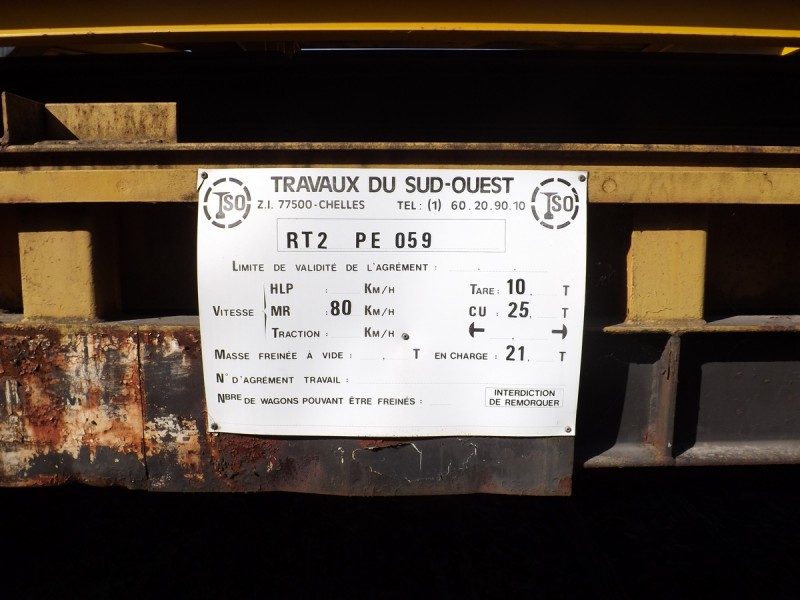 TSO TRAVAUX DU SUD-OUEST TSO
Z.I. 77500-CHELLES TEL: (1) 60.20.90.10
RT2 PE 059
LIMITE DE VALIDITÉ DE L'AGRÉMENT :
HLP : KM/H TARE: 10 T
VITESSE MR :80 KM/H CU : 25 T
TRACTION: KM/H
MASSE FREINÉE À VIDE : T EN CHARGE : 21 T
N° D'AGRÉMENT TRAVAIL :
NBRE DE WAGONS POUVANT ÊTRE FREINÉS :
INTERDICTION
DE REMORQUER